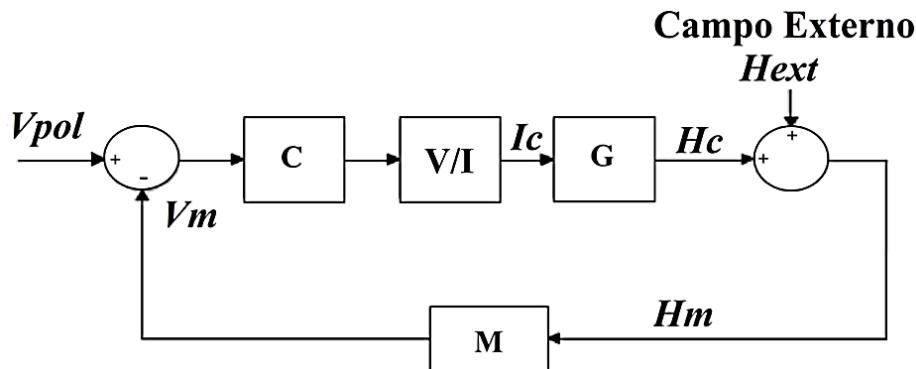 Campo Externo
Hext
Vpol
+
-
C
V/I
Ic
G
Hc
+
+
Vm
M
Hm